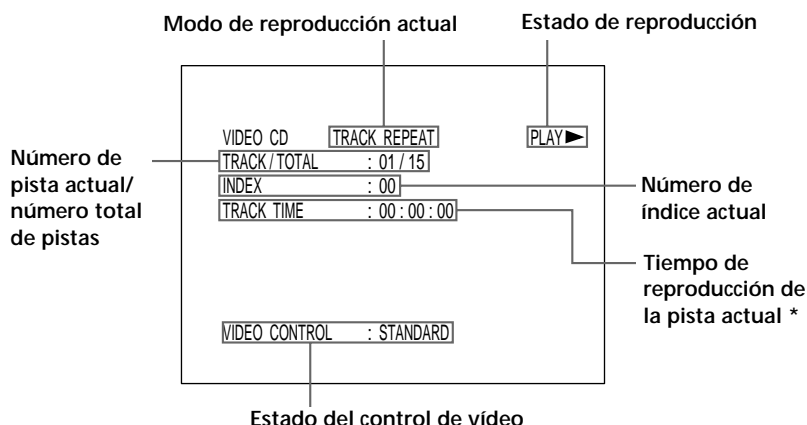 Modo de reproducción actual
Estado de reproducción
VIDEO CD TRACK REPEAT PLAY
TRACK / TOTAL : 01 / 15
INDEX : 00
TRACK TIME : 00 : 00 : 00
VIDEO CONTROL : STANDARD
Número de
pista actual/
número total
de pistas
Número de
índice actual
Tiempo de
reproducción de
la pista actual *
Estado del control de vídeo